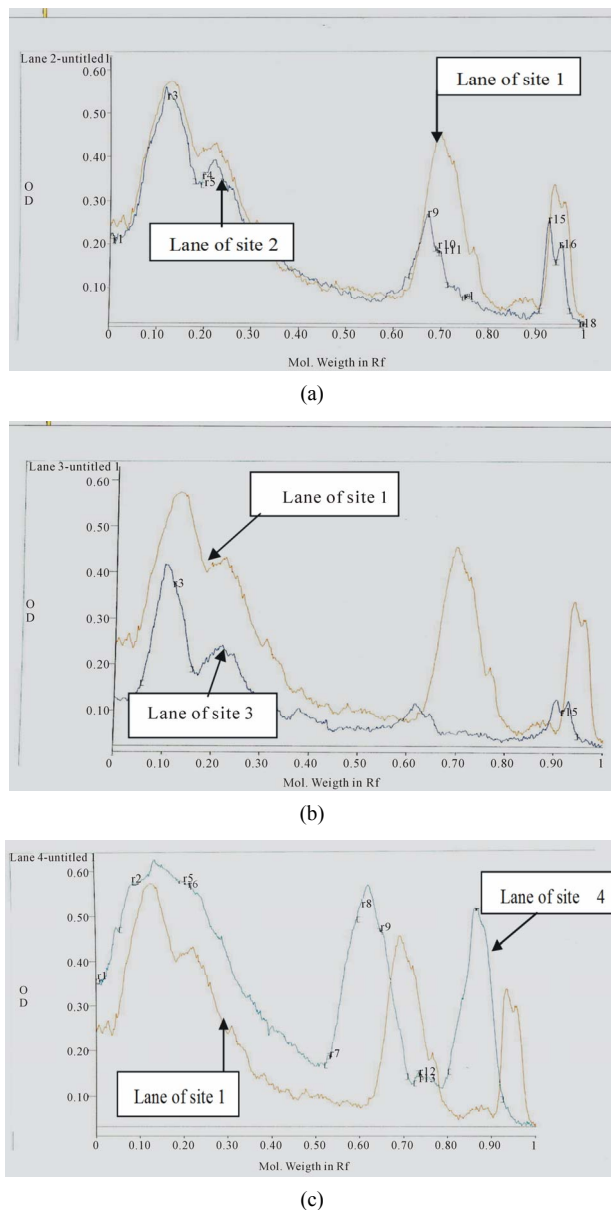 Lane 2-untitled 1
0.60
0.50
0.40
0.30
0.20
0.10
O
D
r1
r3
r4
r5
r9
r10
r11
r15
r16
r18
Lane of site 1
Lane of site 2
0 0.10 0.20 0.30 0.40 0.50 0.60 0.70 0.80 0.90 1
Mol. Weigth in Rf
(a)
Lane 3-untitled 1
0.60
0.50
0.40
0.30
0.20
0.10
O
D
r3
r15
Lane of site 1
Lane of site 3
0 0.10 0.20 0.30 0.40 0.50 0.60 0.70 0.80 0.90 1
Mol. Weigth in Rf
(b)
Lane 4-untitled 1
0.60
0.50
0.40
0.30
0.20
0.10
O
D
r1
r2
r5
r6
r7
r8
r9
r12
r13
Lane of site 4
Lane of site 1
0 0.10 0.20 0.30 0.40 0.50 0.60 0.70 0.80 0.90 1
Mol. Weigth in Rf
(c)